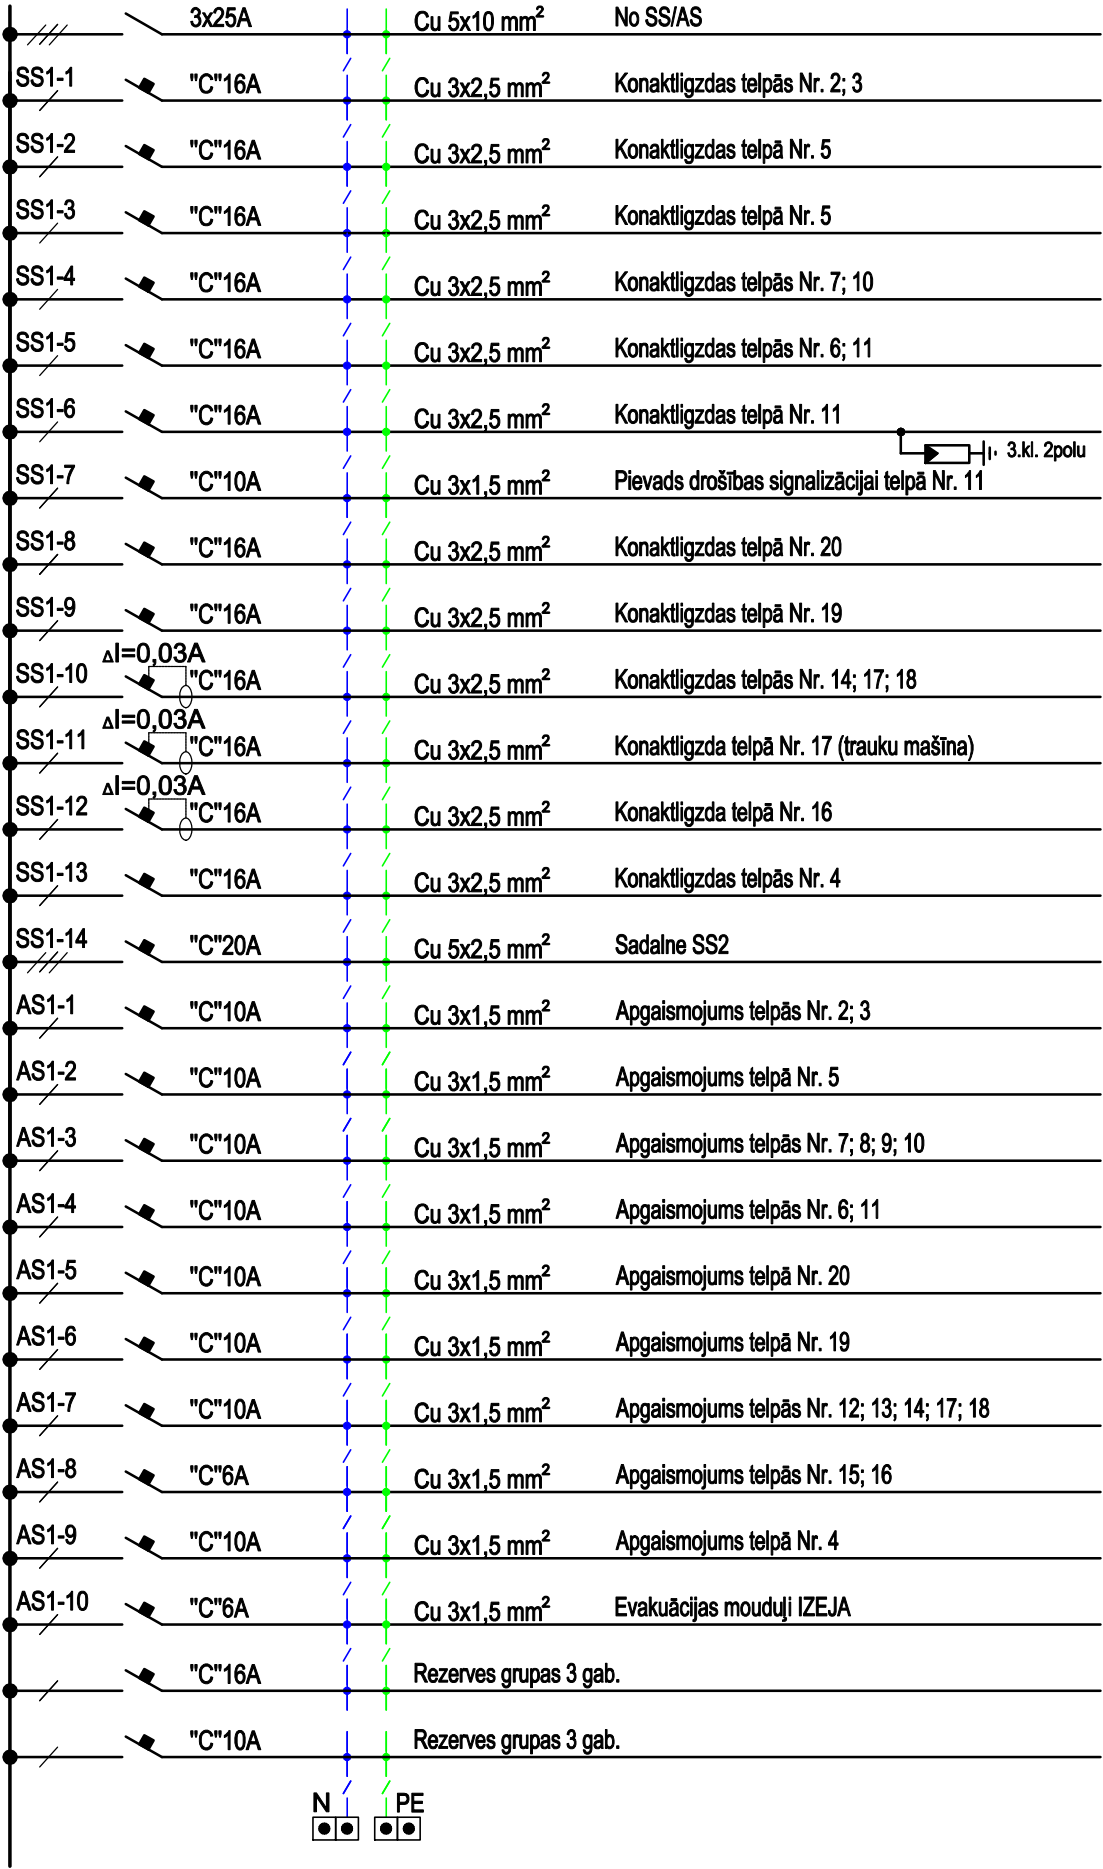 3x25A Cu 5x10 mm² No SS/AS
SS1-1 "C"16A Cu 3x2,5 mm² Konaktligzdas telpās Nr. 2; 3
SS1-2 "C"16A Cu 3x2,5 mm² Konaktligzdas telpā Nr. 5
SS1-3 "C"16A Cu 3x2,5 mm² Konaktligzdas telpā Nr. 5
SS1-4 "C"16A Cu 3x2,5 mm² Konaktligzdas telpās Nr. 7; 10
SS1-5 "C"16A Cu 3x2,5 mm² Konaktligzdas telpās Nr. 6; 11
SS1-6 "C"16A Cu 3x2,5 mm² Konaktligzdas telpā Nr. 11
3.kl. 2polu
SS1-7 "C"10A Cu 3x1,5 mm² Pievads drošības signalizācijai telpā Nr. 11
SS1-8 "C"16A Cu 3x2,5 mm² Konaktligzdas telpā Nr. 20
SS1-9 "C"16A Cu 3x2,5 mm² Konaktligzdas telpā Nr. 19
ΔI=0,03A
SS1-10 "C"16A Cu 3x2,5 mm² Konaktligzdas telpās Nr. 14; 17; 18
ΔI=0,03A
SS1-11 "C"16A Cu 3x2,5 mm² Konaktligzda telpā Nr. 17 (trauku mašīna)
ΔI=0,03A
SS1-12 "C"16A Cu 3x2,5 mm² Konaktligzda telpā Nr. 16
SS1-13 "C"16A Cu 3x2,5 mm² Konaktligzdas telpās Nr. 4
SS1-14 "C"20A Cu 5x2,5 mm² Sadalne SS2
AS1-1 "C"10A Cu 3x1,5 mm² Apgaismojums telpās Nr. 2; 3
AS1-2 "C"10A Cu 3x1,5 mm² Apgaismojums telpā Nr. 5
AS1-3 "C"10A Cu 3x1,5 mm² Apgaismojums telpās Nr. 7; 8; 9; 10
AS1-4 "C"10A Cu 3x1,5 mm² Apgaismojums telpās Nr. 6; 11
AS1-5 "C"10A Cu 3x1,5 mm² Apgaismojums telpā Nr. 20
AS1-6 "C"10A Cu 3x1,5 mm² Apgaismojums telpā Nr. 19
AS1-7 "C"10A Cu 3x1,5 mm² Apgaismojums telpās Nr. 12; 13; 14; 17; 18
AS1-8 "C"6A Cu 3x1,5 mm² Apgaismojums telpās Nr. 15; 16
AS1-9 "C"10A Cu 3x1,5 mm² Apgaismojums telpā Nr. 4
AS1-10 "C"6A Cu 3x1,5 mm² Evakuācijas mouduļi IZEJA
"C"16A Rezerves grupas 3 gab.
"C"10A Rezerves grupas 3 gab.
N PE